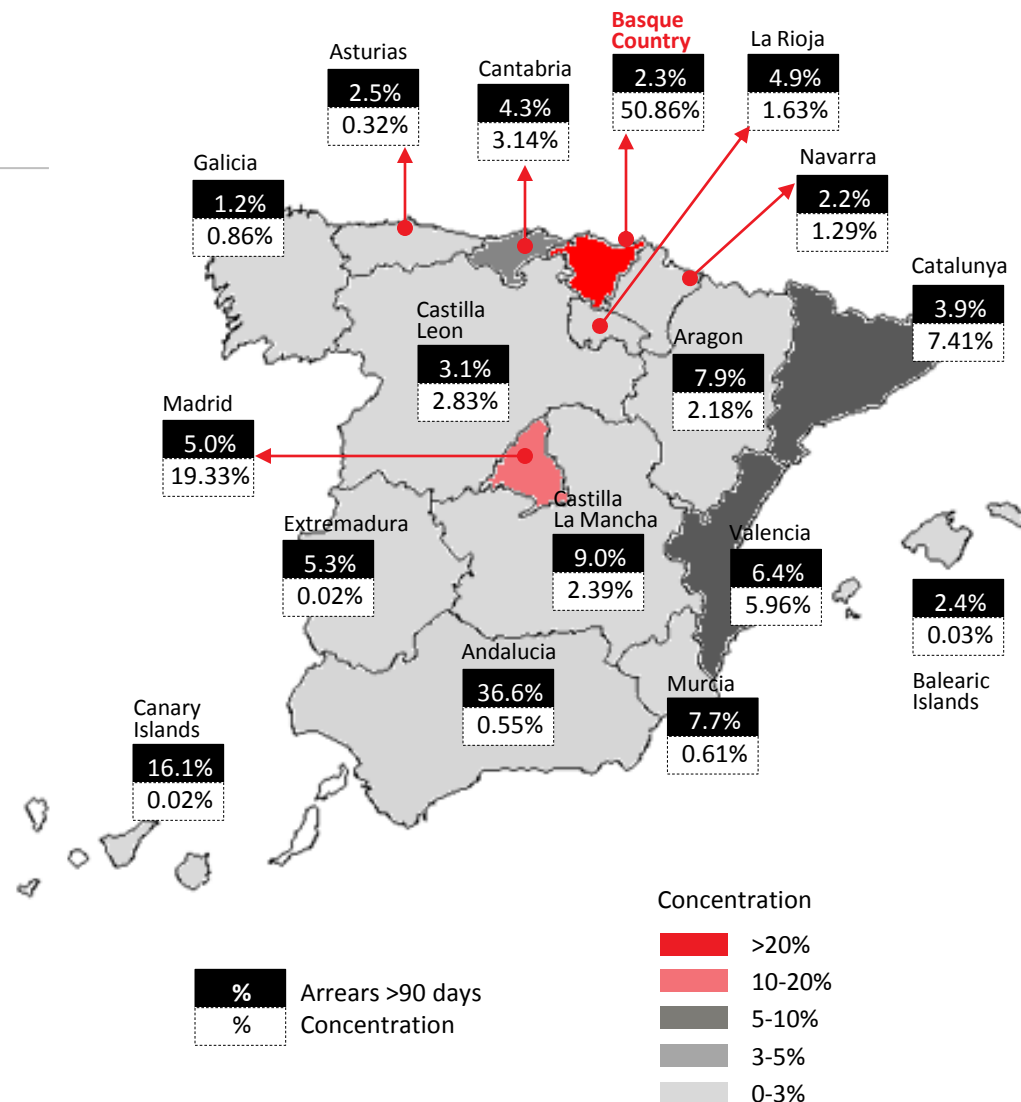 Basque
Country
2.3%
50.86%
La Rioja
4.9%
1.63%
Asturias
2.5%
0.32%
Cantabria
4.3%
3.14%
Navarra
2.2%
1.29%
Galicia
1.2%
0.86%
Catalunya
3.9%
7.41%
Castilla
Leon
3.1%
2.83%
Aragon
7.9%
2.18%
Madrid
5.0%
19.33%
Castilla
La Mancha
9.0%
2.39%
Extremadura
5.3%
0.02%
Valencia
6.4%
5.96%
2.4%
0.03%
Balearic
Islands
Andalucia
36.6%
0.55%
Murcia
7.7%
0.61%
Canary
Islands
16.1%
0.02%
Concentration
>20%
10-20%
5-10%
3-5%
0-3%
% Arrears >90 days
% Concentration